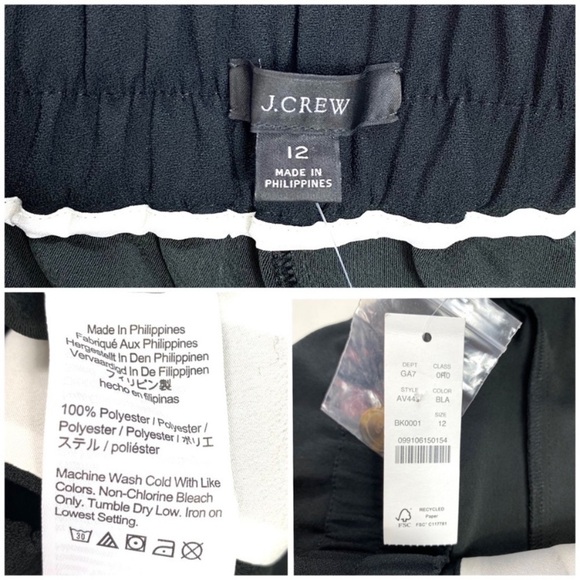 J.CREW
12
MADE IN
PHILIPPINES
Made In Philippines
Fabriqué Aux Philippines
Hergestellt In Den Philippinen
Vervaardigd In De Filippijnen
フィリピン製
hecho en filipinas
100% Polyester / Polyester /
Polyester / Polyester / ポリエ
ステル / poliéster
Machine Wash Cold With Like
Colors. Non-Chlorine Bleach
Only. Tumble Dry Low. Iron on
Lowest Setting.
30
DEPT CLASS
GA7
STYLE COLOR
BLA
SIZE
BK0001 12
099106150154
FSC
RECYCLED
Paper